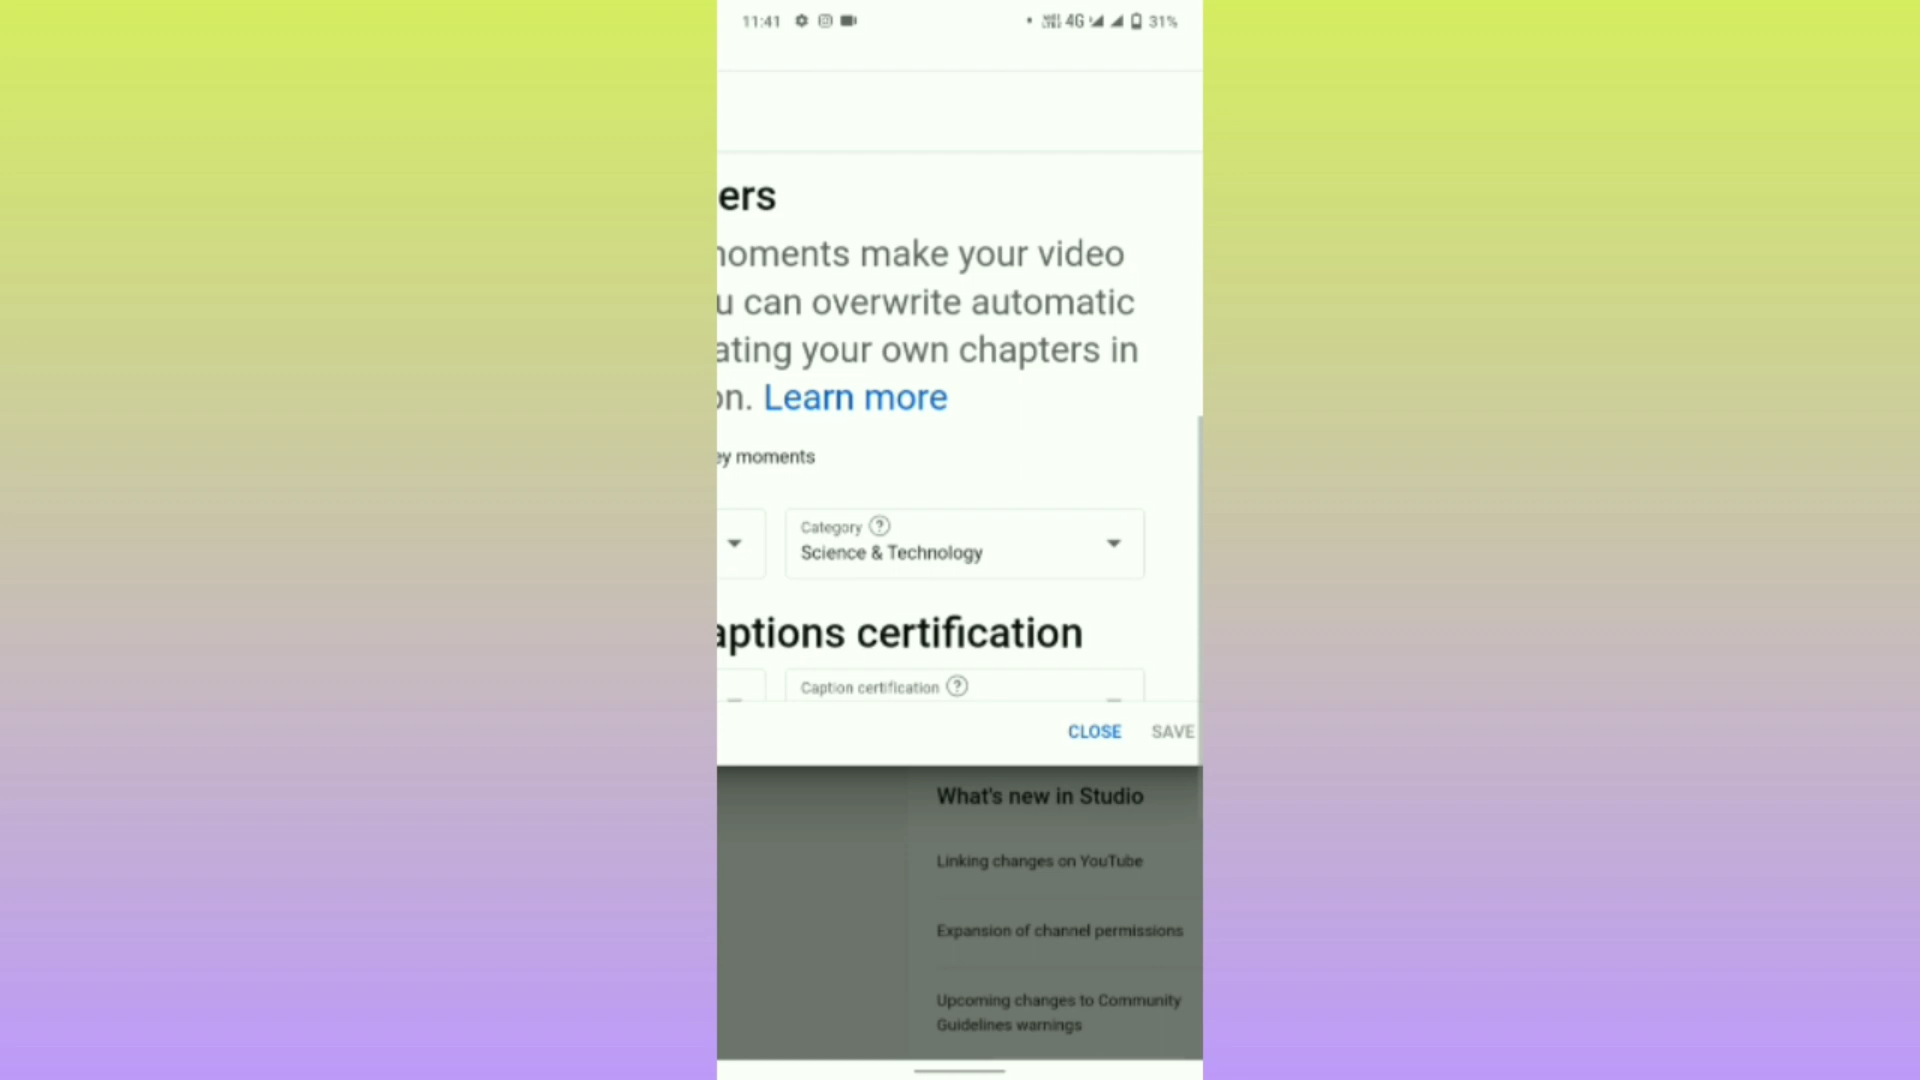 11:41 4G 31%
ers
moments make your video
u can overwrite automatic
ating your own chapters in
on. Learn more
ey moments
Category
Science & Technology
aptions certification
Caption certification
CLOSE SAVE
What's new in Studio
Linking changes on YouTube
Expansion of channel permissions
Upcoming changes to Community
Guidelines warnings